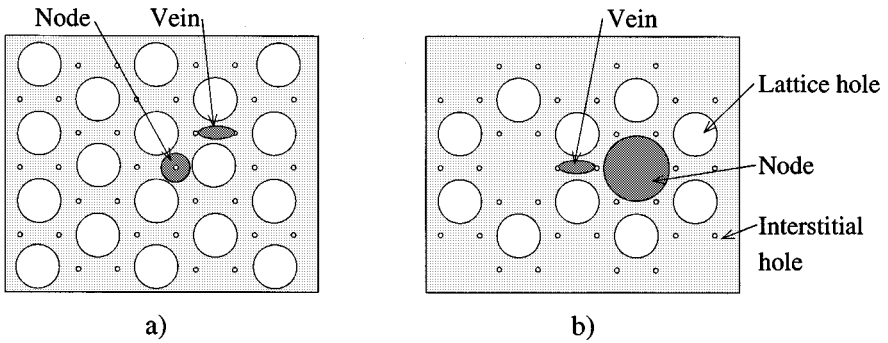 Node
Vein
Vein
Lattice hole
Node
Interstitial
hole
a)
b)